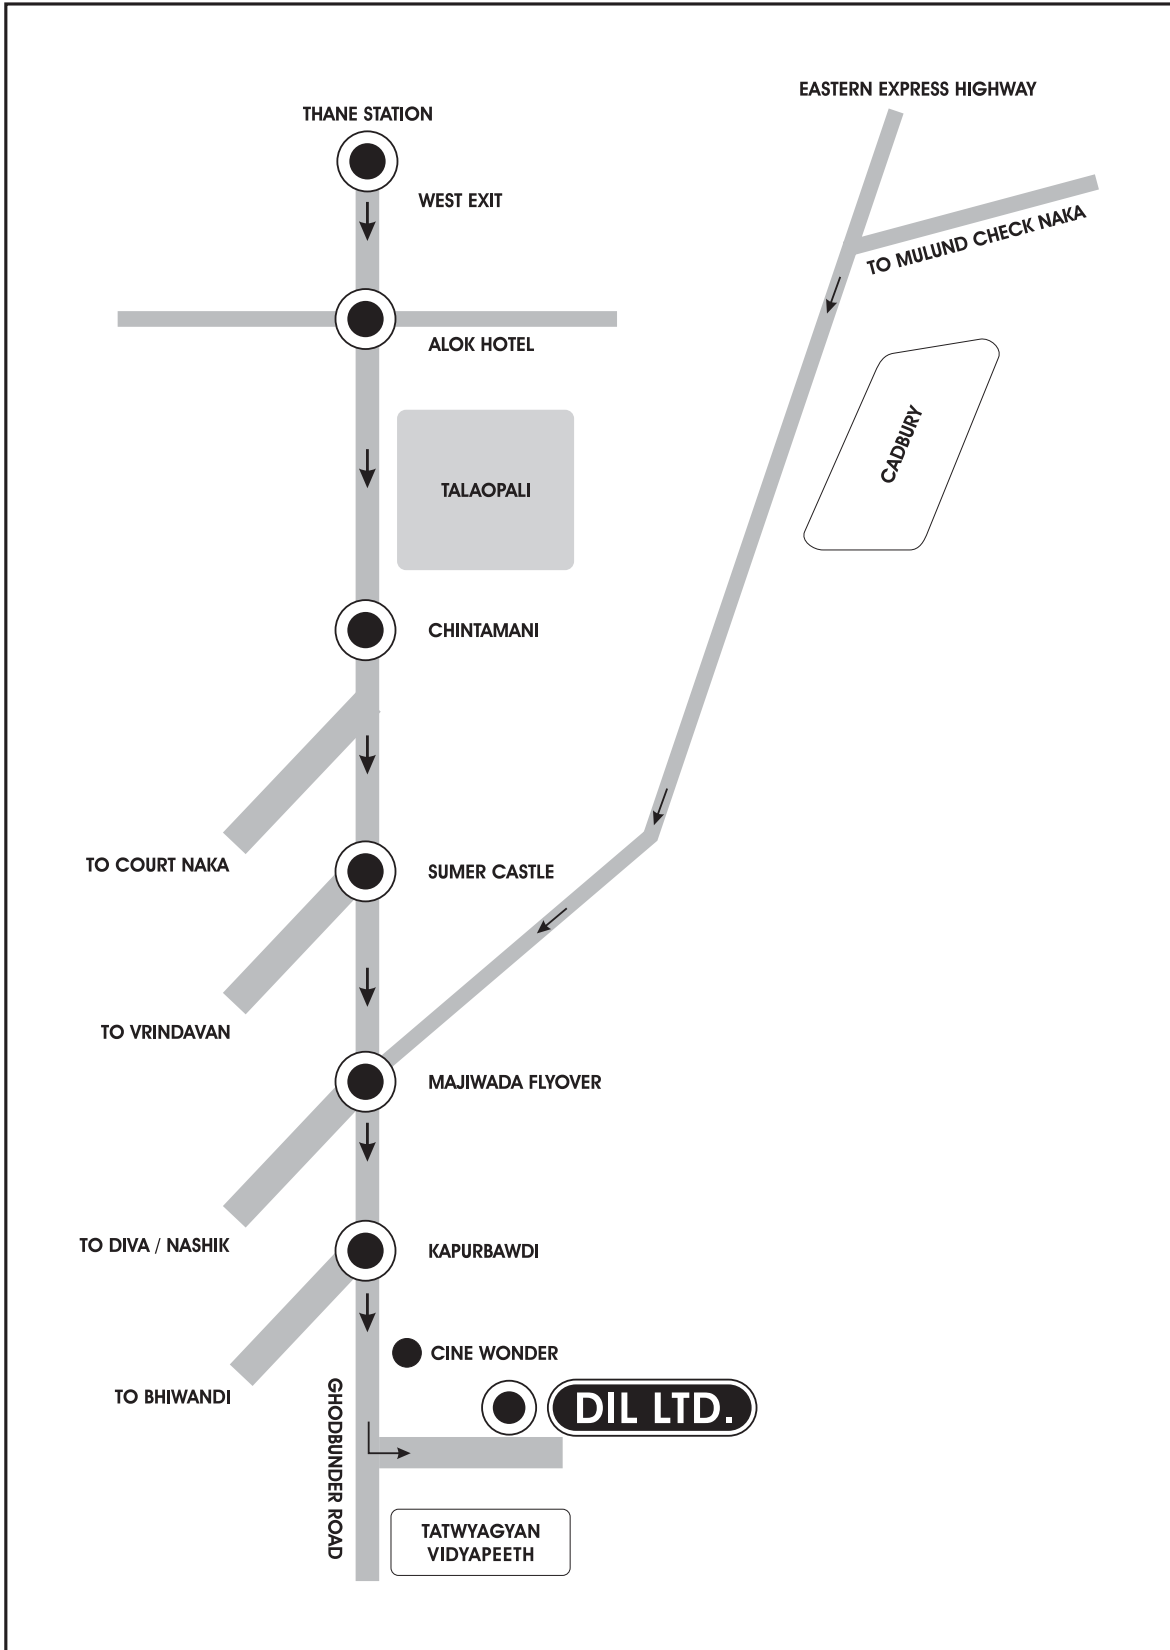 EASTERN EXPRESS HIGHWAY
THANE STATION
WEST EXIT
TO MULUND CHECK NAKA
ALOK HOTEL
CADBURY
TALAOPALI
CHINTAMANI
TO COURT NAKA
SUMER CASTLE
TO VRINDAVAN
MAJIWADA FLYOVER
TO DIVA / NASHIK
KAPURBAWDI
CINE WONDER
TO BHIWANDI
DIL LTD.
GHODBUNDER ROAD
TATWYAGYAN
VIDYAPEETH